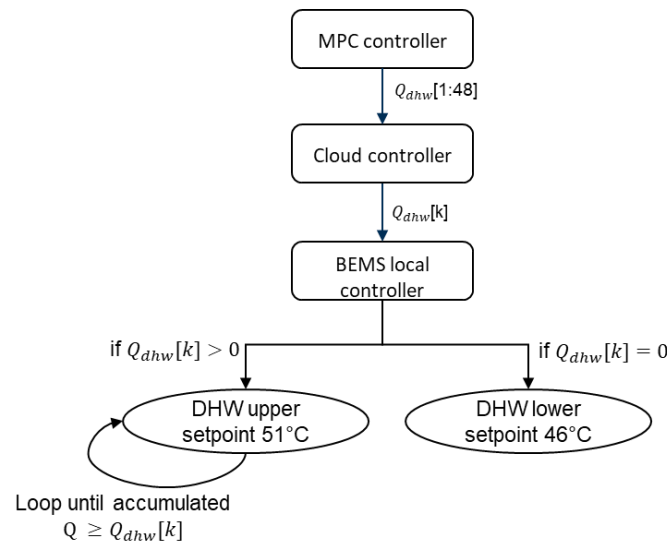 MPC controller
Q_dhw[1:48]
Cloud controller
Q_dhw[k]
BEMS local
controller
if Q_dhw[k] > 0
if Q_dhw[k] = 0
DHW upper
setpoint 51°C
DHW lower
setpoint 46°C
Loop until accumulated
Q ≥ Q_dhw[k]